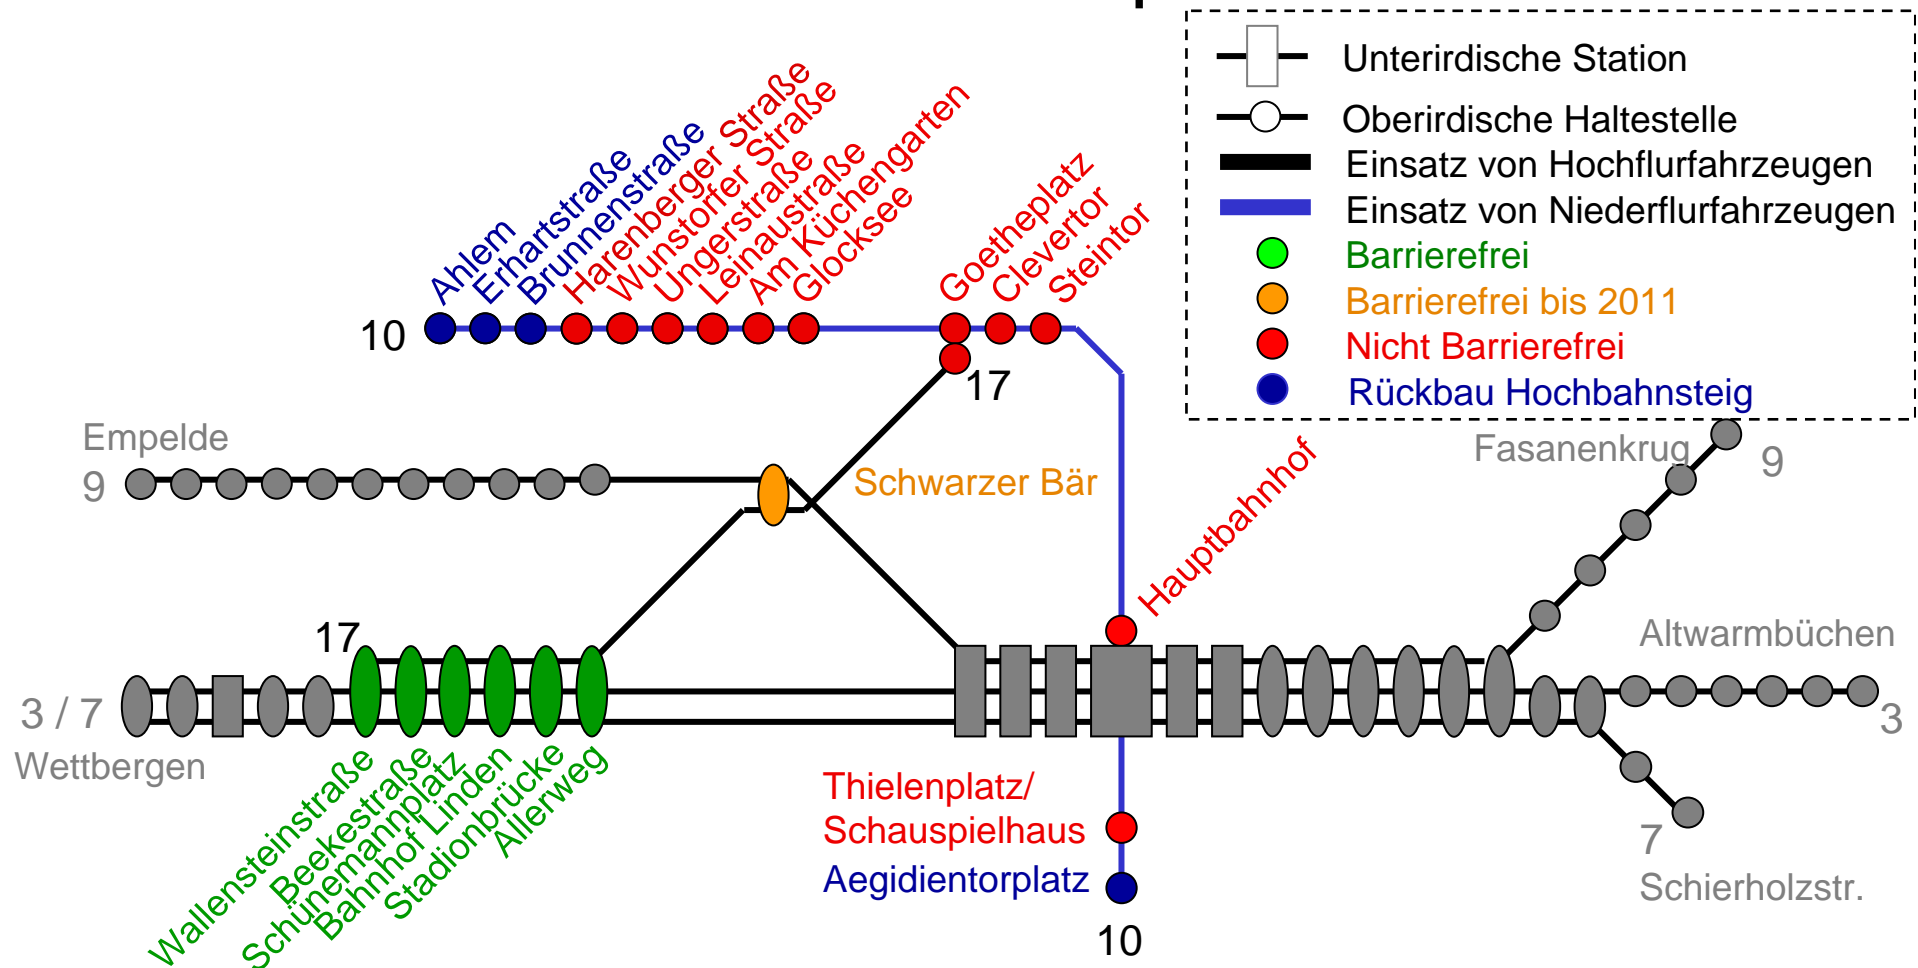 Unterirdische Station
Oberirdische Haltestelle
Einsatz von Hochflurfahrzeugen
Einsatz von Niederflurfahrzeugen
Barrierefrei
Barrierefrei bis 2011
Nicht Barrierefrei
Rückbau Hochbahnsteig
Ahlem
Erhartstraße
Brunnenstraße
Harenberger Straße
Wunstorfer Straße
Ungerstraße
Leinaustraße
Am Küchengarten
Glocksee
Goetheplatz
Clevertor
Steintor
10
17
Empelde
9
Schwarzer Bär
Hauptbahnhof
Fasanenkrug
9
Altwarmbüchen
3
17
3 / 7
Wettbergen
Wallensteinstraße
Beekestraße
Schünemannplatz
Bahnhof Linden
Stadionbrücke
Allerweg
Thielenplatz/
Schauspielhaus
Aegidientorplatz
10
7
Schierholzstr.